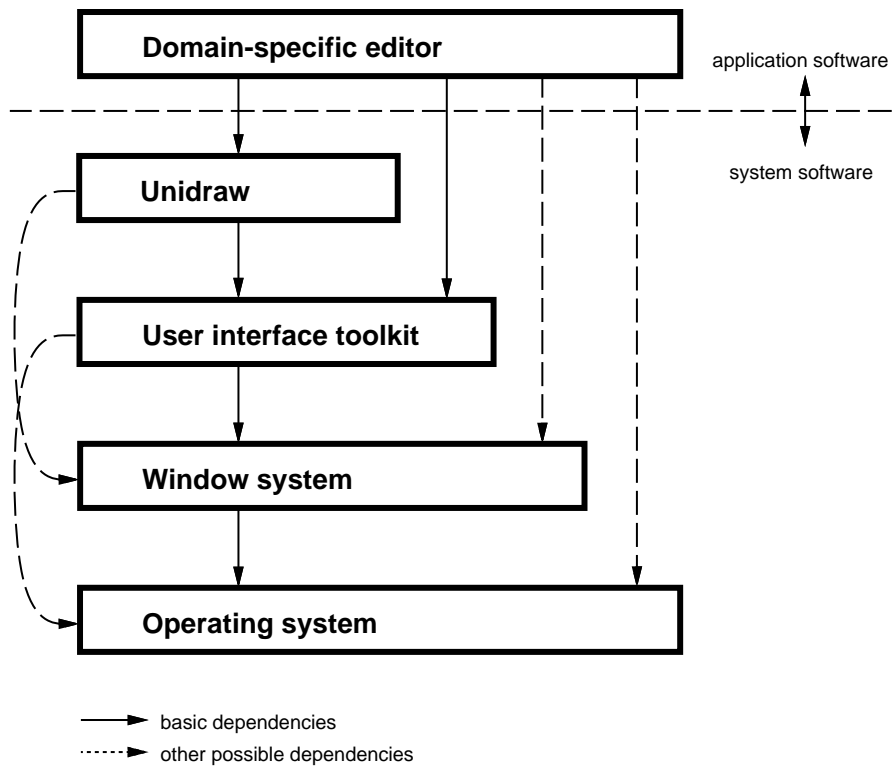 Domain-specific editor
application software
system software
Unidraw
User interface toolkit
Window system
Operating system
basic dependencies
other possible dependencies